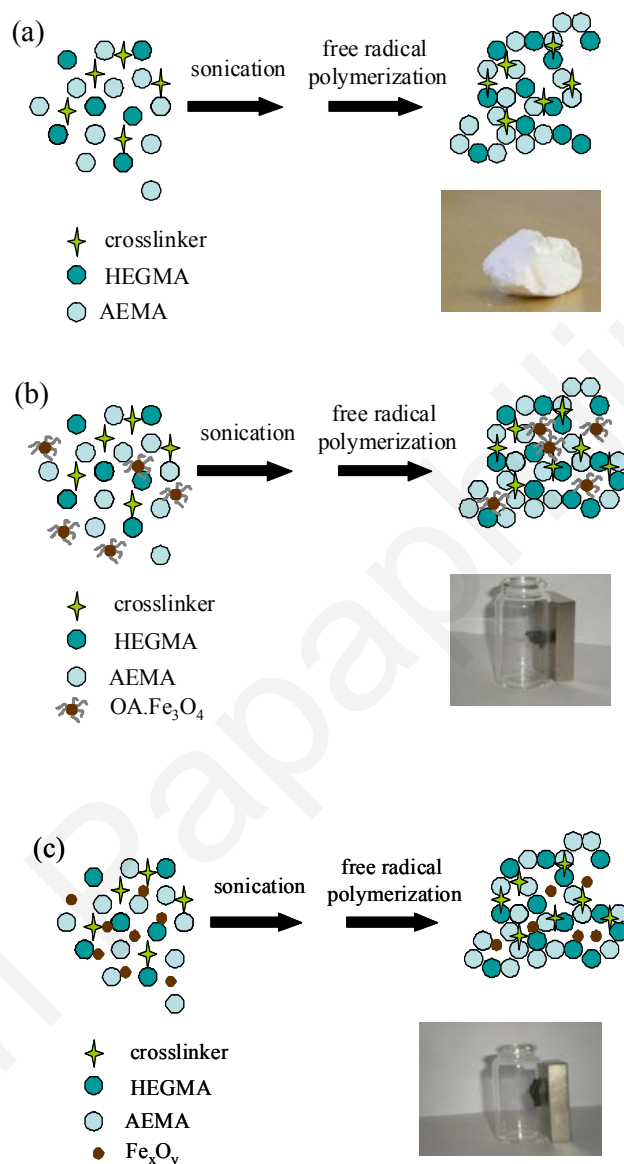 (a)
sonication
free radical
polymerization
crosslinker
HEGMA
AEMA
(b)
sonication
free radical
polymerization
crosslinker
HEGMA
AEMA
OA.Fe₃O₄
(c)
sonication
free radical
polymerization
crosslinker
HEGMA
AEMA
FeₓOᵧ